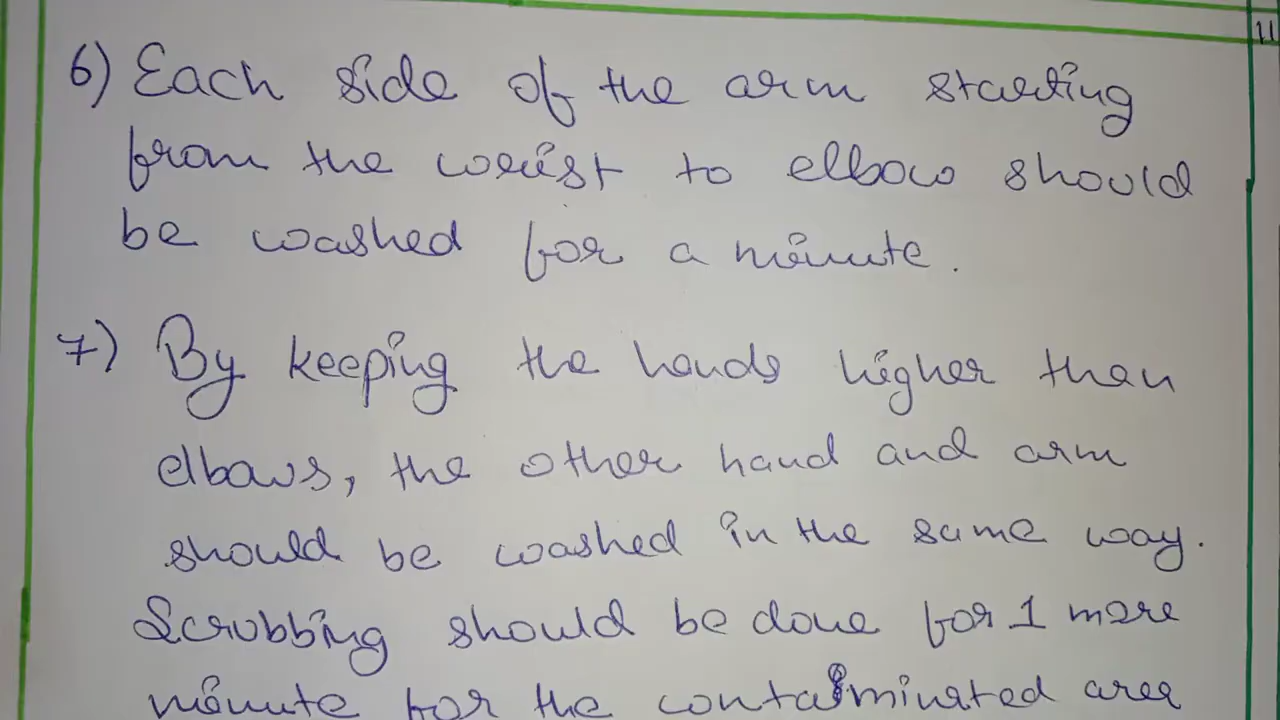 11
6) Each side of the arm starting
from the wrist to elbow should
be washed for a minute.
7) By keeping the hands higher than
elbows, the other hand and arm
should be washed in the same way.
Scrubbing should be done for 1 more
minute for the contaminated area